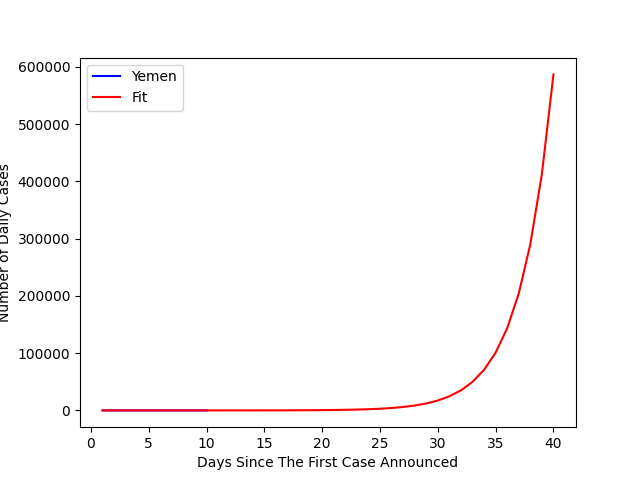 Yemen
Fit
600000
500000
400000
300000
200000
100000
0
Number of Daily Cases
0 5 10 15 20 25 30 35 40
Days Since The First Case Announced